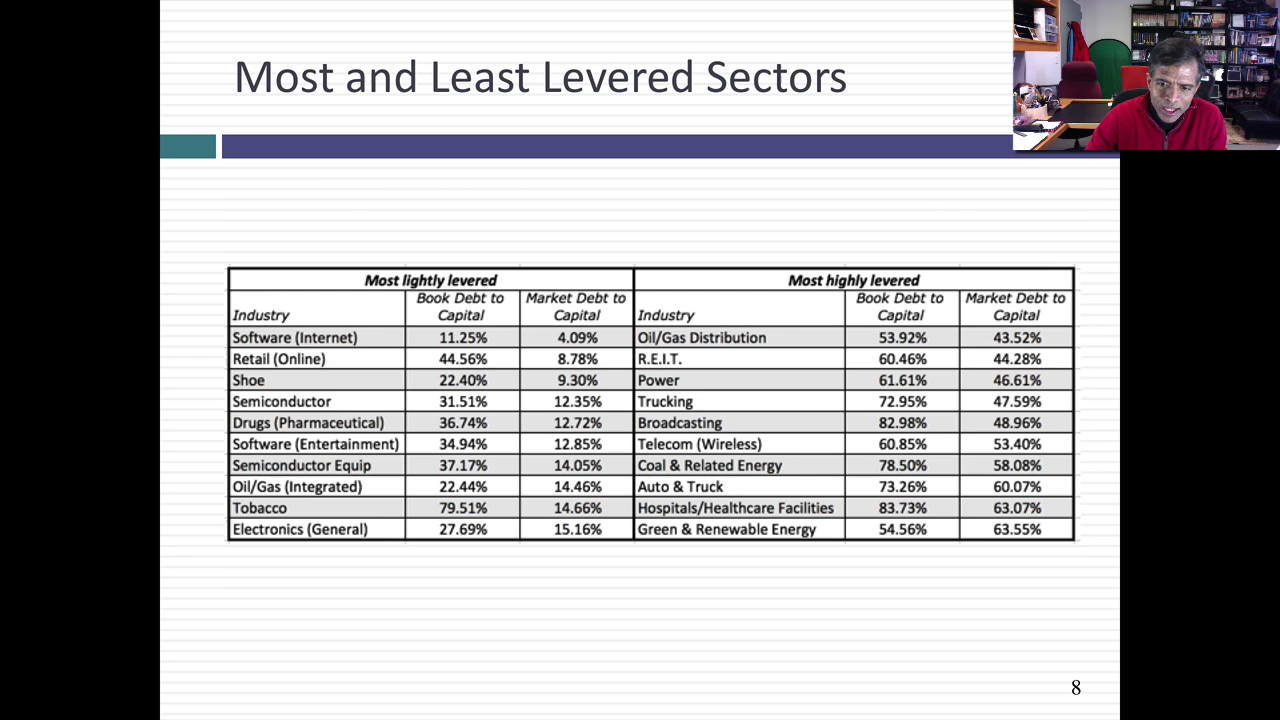 Most and Least Levered Sectors
Most lightly levered Most highly levered
Industry Book Debt to Capital Market Debt to Capital Industry Book Debt to Capital Market Debt to Capital
Software (Internet) 11.25% 4.09% Oil/Gas Distribution 53.92% 43.52%
Retail (Online) 44.56% 8.78% R.E.I.T. 60.46% 44.28%
Shoe 22.40% 9.30% Power 61.61% 46.61%
Semiconductor 31.51% 12.35% Trucking 72.95% 47.59%
Drugs (Pharmaceutical) 36.74% 12.72% Broadcasting 82.98% 48.96%
Software (Entertainment) 34.94% 12.85% Telecom (Wireless) 60.85% 53.40%
Semiconductor Equip 37.17% 14.05% Coal & Related Energy 78.50% 58.08%
Oil/Gas (Integrated) 22.44% 14.46% Auto & Truck 73.26% 60.07%
Tobacco 79.51% 14.66% Hospitals/Healthcare Facilities 83.73% 63.07%
Electronics (General) 27.69% 15.16% Green & Renewable Energy 54.56% 63.55%
8